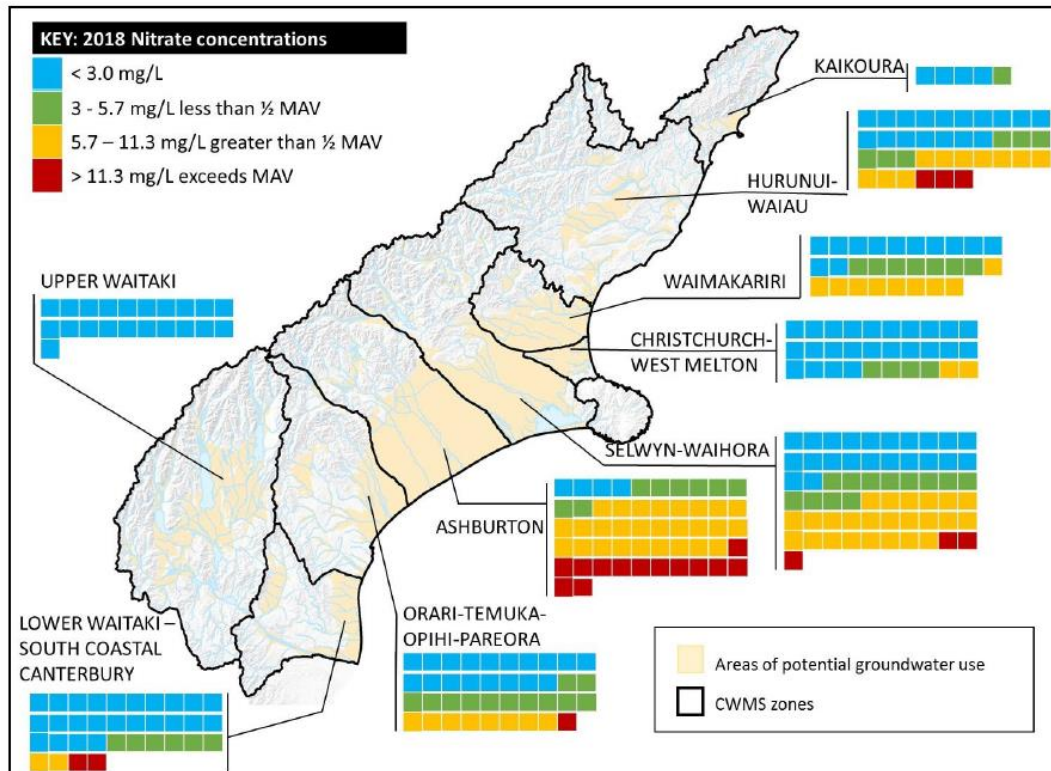 KEY: 2018 Nitrate concentrations
< 3.0 mg/L
3 - 5.7 mg/L less than ½ MAV
5.7 – 11.3 mg/L greater than ½ MAV
> 11.3 mg/L exceeds MAV
KAIKOURA
HURUNUI-
WAIAU
WAIMAKARIRI
UPPER WAITAKI
CHRISTCHURCH-
WEST MELTON
SELWYN-WAIHORA
ASHBURTON
ORARI-TEMUKA-
OPIHI-PAREORA
LOWER WAITAKI –
SOUTH COASTAL
CANTERBURY
Areas of potential groundwater use
CWMS zones